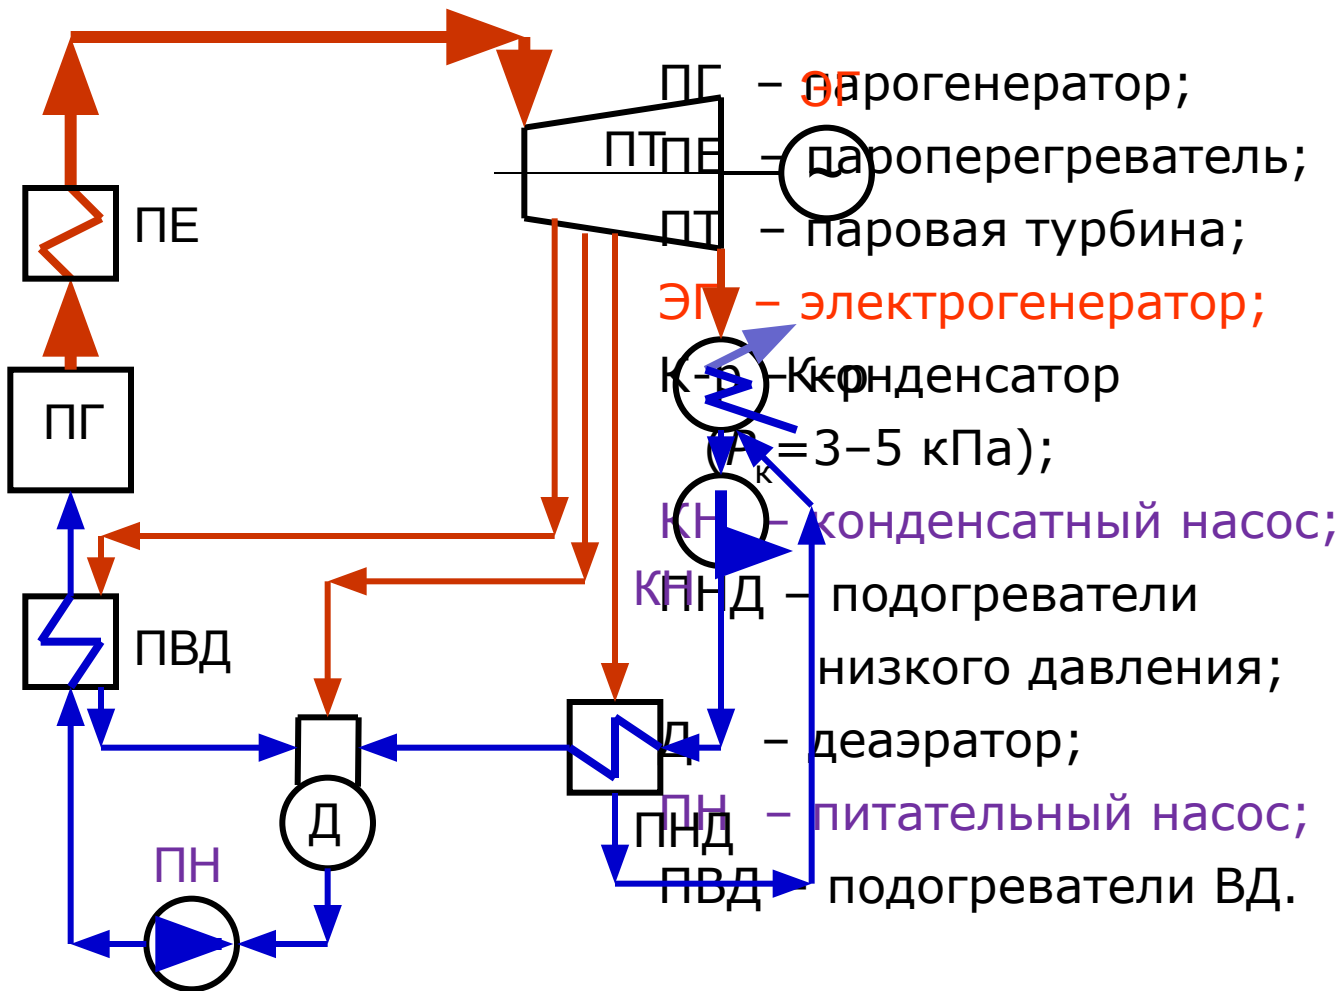 ПГ – парогенератор;
ПЕ – пароперегреватель;
ПТ – паровая турбина;
ЭГ – электрогенератор;
К-р – конденсатор
(Рк=3–5 кПа);
КН – конденсатный насос;
ПНД – подогреватели
низкого давления;
Д – деаэратор;
ПН – питательный насос;
ПВД – подогреватели ВД.
ЭГ
ПТ
~
ПЕ
ПГ
К-р
КН
ПВД
Д
ПНД
ПН